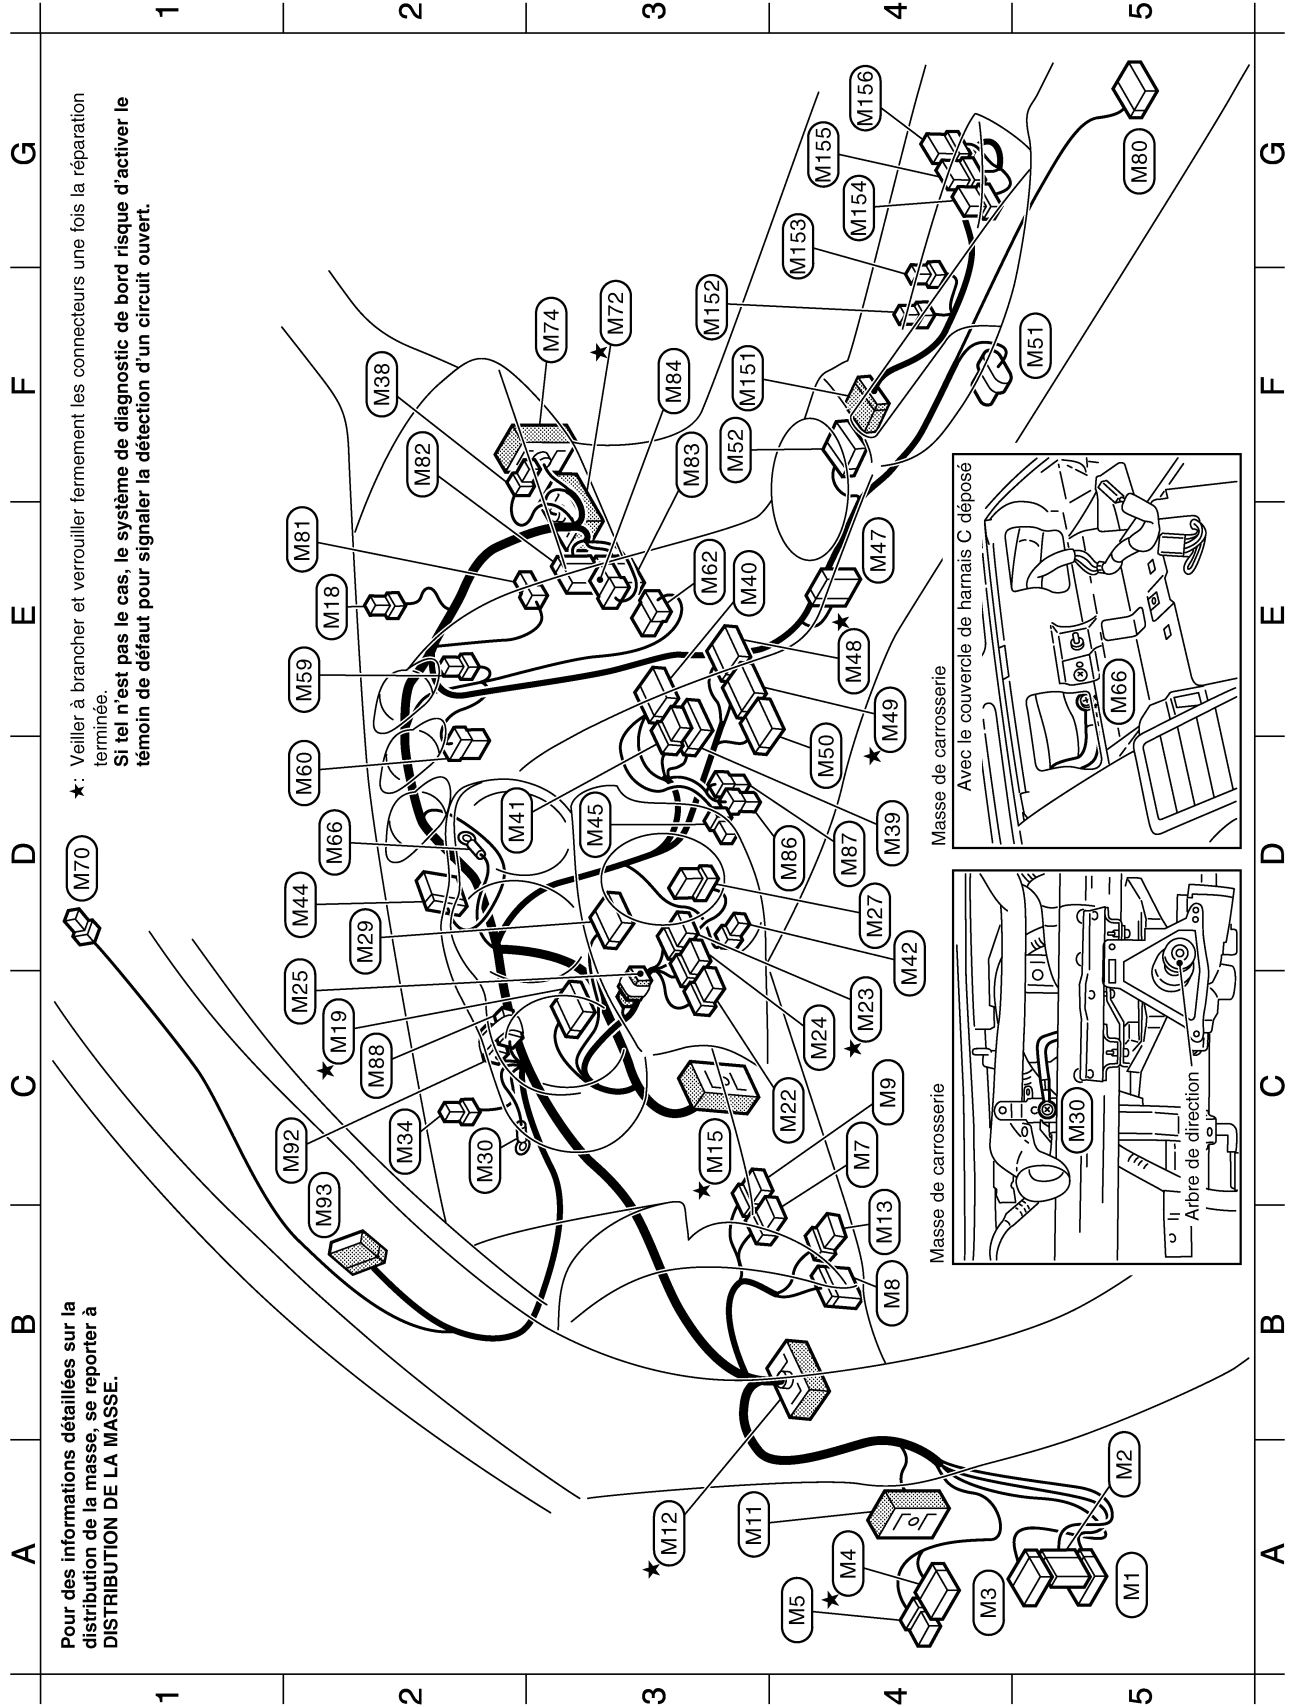 A B C D E F G
1 2 3 4 5
Pour des informations détaillées sur la
distribution de la masse, se reporter à
DISTRIBUTION DE LA MASSE.
★: Veiller à brancher et verrouiller fermement les connecteurs une fois la réparation
terminée.
Si tel n'est pas le cas, le système de diagnostic de bord risque d'activer le
témoin de défaut pour signaler la détection d'un circuit ouvert.
M70
M93
M92
M34
M30
M88
★ M19
M25
M29
M44
M66
M60
M59
M18
M81
M82
M38
M74
★ M72
M84
M83
M62
M40
M41
M45
M151
M52
M152
M153
M154
M155
M156
M80
M51
M47
★ M48
★ M49
M50
M39
M87
M86
M27
M42
★ M23
M24
M22
★ M15
M9
M7
M13
M8
★ M12
M11
★ M4
M5
M3
M2
M1
Masse de carrosserie
M30
Arbre de direction
Masse de carrosserie
Avec le couvercle de harnais C déposé
M66
A B C D E F G
1 2 3 4 5